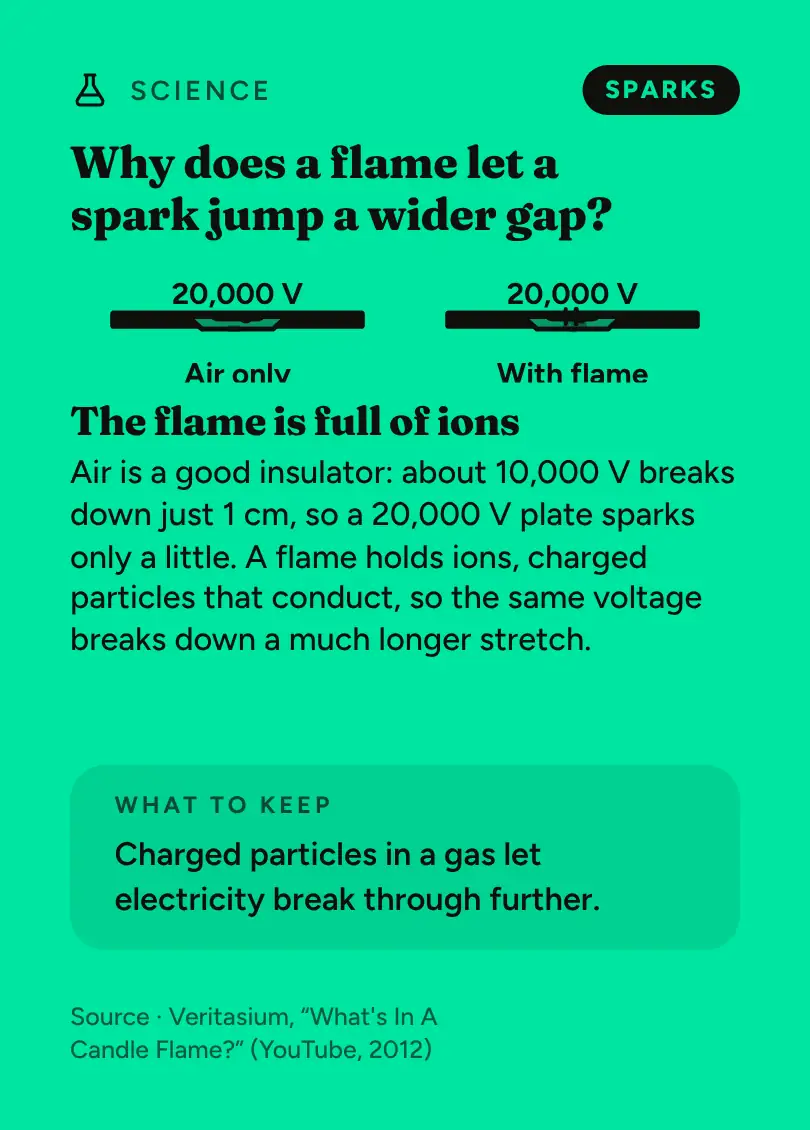 SCIENCE
SPARKS
Why does a flame let a
spark jump a wider gap?
20,000 V
20,000 V
Air only
With flame
The flame is full of ions
Air is a good insulator: about 10,000 V breaks
down just 1 cm, so a 20,000 V plate sparks
only a little. A flame holds ions, charged
particles that conduct, so the same voltage
breaks down a much longer stretch.
WHAT TO KEEP
Charged particles in a gas let
electricity break through further.
Source · Veritasium, “What's In A
Candle Flame?” (YouTube, 2012)